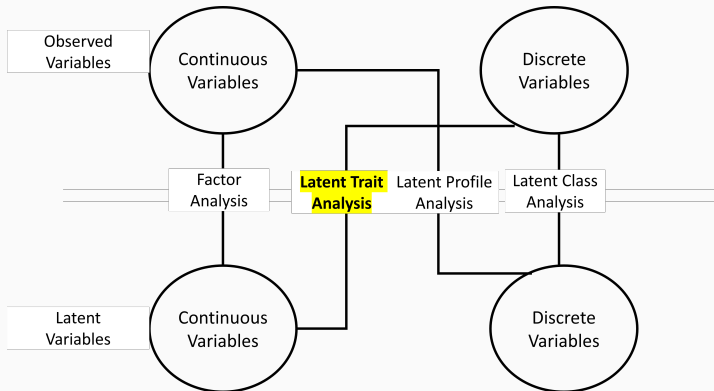 Observed
Variables
Continuous
Variables
Discrete
Variables
Factor
Analysis
Latent Trait
Analysis
Latent Profile
Analysis
Latent Class
Analysis
Latent
Variables
Continuous
Variables
Discrete
Variables